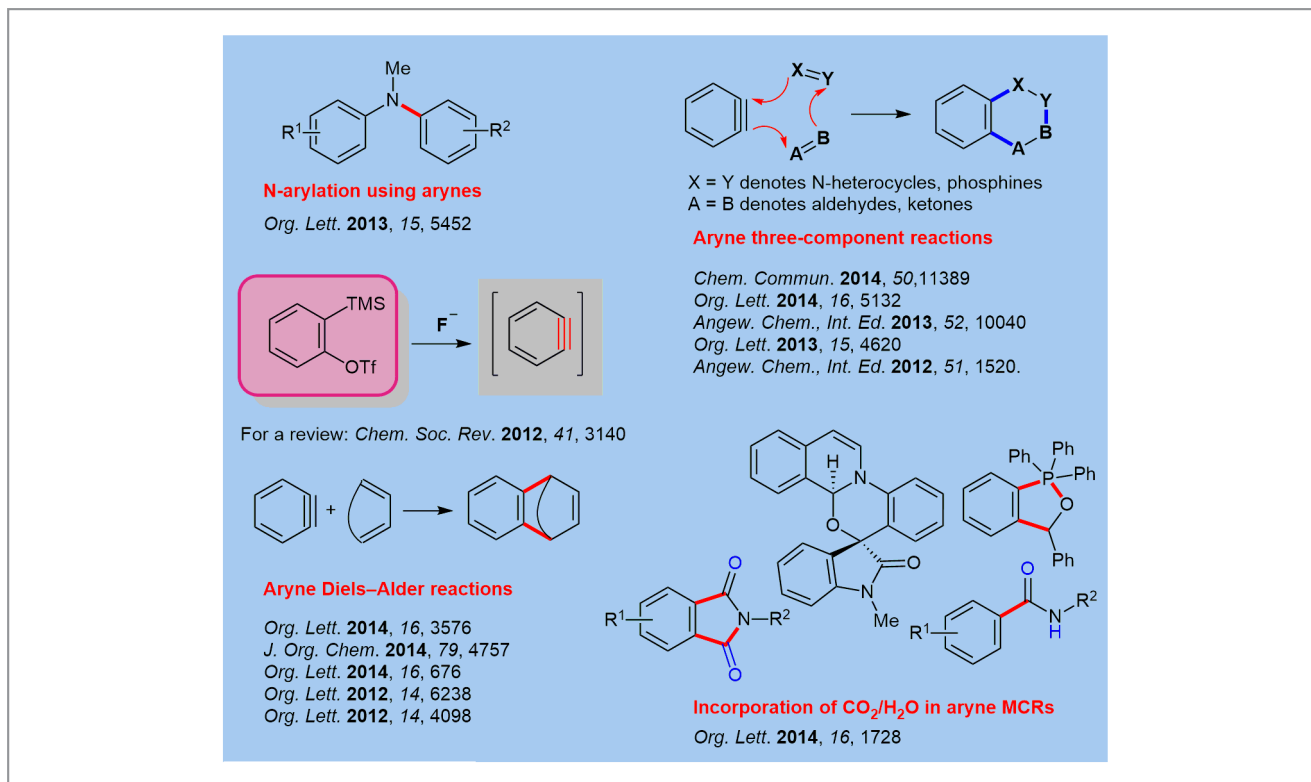 Me
N
R1
R2
N-arylation using arynes
Org. Lett. 2013, 15, 5452
X
Y
B
A
X
Y
B
A
X = Y denotes N-heterocycles, phosphines
A = B denotes aldehydes, ketones
Aryne three-component reactions
Chem. Commun. 2014, 50,11389
Org. Lett. 2014, 16, 5132
Angew. Chem., Int. Ed. 2013, 52, 10040
Org. Lett. 2013, 15, 4620
Angew. Chem., Int. Ed. 2012, 51, 1520.
TMS
OTf
F–
For a review: Chem. Soc. Rev. 2012, 41, 3140
+
Aryne Diels–Alder reactions
Org. Lett. 2014, 16, 3576
J. Org. Chem. 2014, 79, 4757
Org. Lett. 2014, 16, 676
Org. Lett. 2012, 14, 6238
Org. Lett. 2012, 14, 4098
H
N
O
O
N
Me
Ph
Ph
Ph
P
O
Ph
O
R1
N–R2
O
O
R2
N
H
R1
Incorporation of CO2/H2O in aryne MCRs
Org. Lett. 2014, 16, 1728